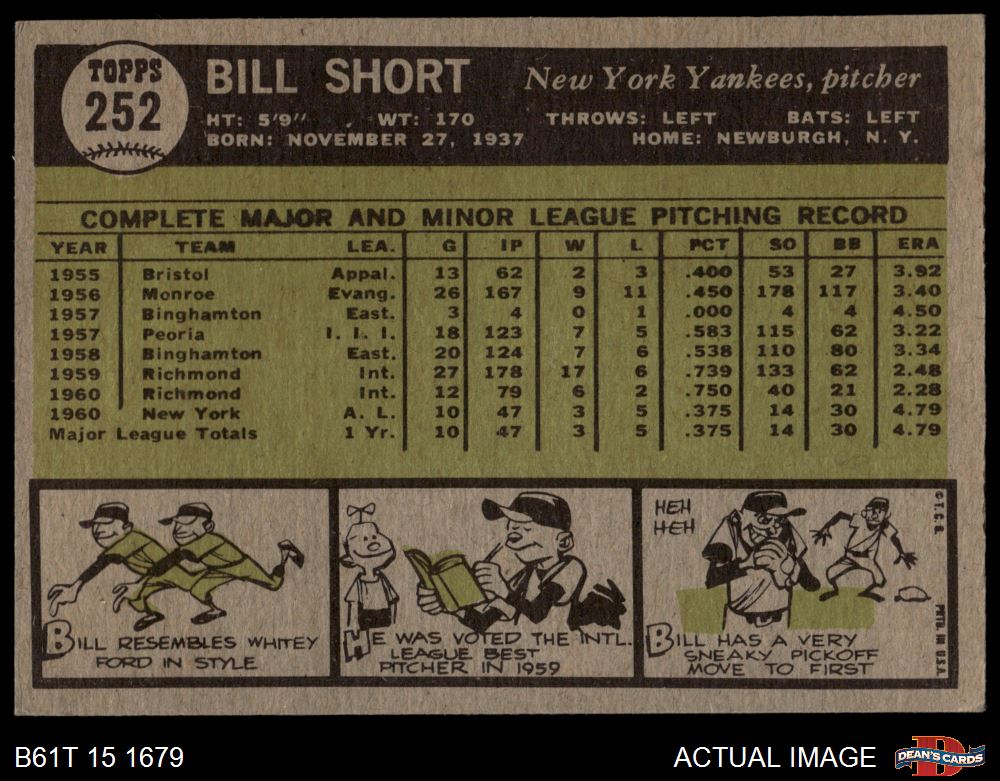 TOPPS
252
BILL SHORT New York Yankees, pitcher
HT: 5'9" WT: 170 THROWS: LEFT BATS: LEFT
BORN: NOVEMBER 27, 1937 HOME: NEWBURGH, N. Y.
COMPLETE MAJOR AND MINOR LEAGUE PITCHING RECORD
YEAR TEAM LEA. G IP W L PCT SO BB ERA
1955 Bristol Appal. 13 62 2 3 .400 53 27 3.92
1956 Monroe Evang. 26 167 9 11 .450 178 117 3.40
1957 Binghamton East. 3 4 0 1 .000 4 4 4.50
1957 Peoria I. I. I. 18 123 7 5 .583 115 62 3.22
1958 Binghamton East. 20 124 7 6 .538 110 80 3.34
1959 Richmond Int. 27 178 17 6 .739 133 62 2.48
1960 Richmond Int. 12 79 6 2 .750 40 21 2.28
1960 New York A. L. 10 47 3 5 .375 14 30 4.79
Major League Totals 1 Yr. 10 47 3 5 .375 14 30 4.79
BILL RESEMBLES WHITEY
FORD IN STYLE
HE WAS VOTED THE INTL.
LEAGUE BEST
PITCHER IN 1959
HEH
HEH
BILL HAS A VERY
SNEAKY PICKOFF
MOVE TO FIRST
© T. C. G.
PRTD. IN U.S.A.
B61T 15 1679
ACTUAL IMAGE
DEAN'S CARDS